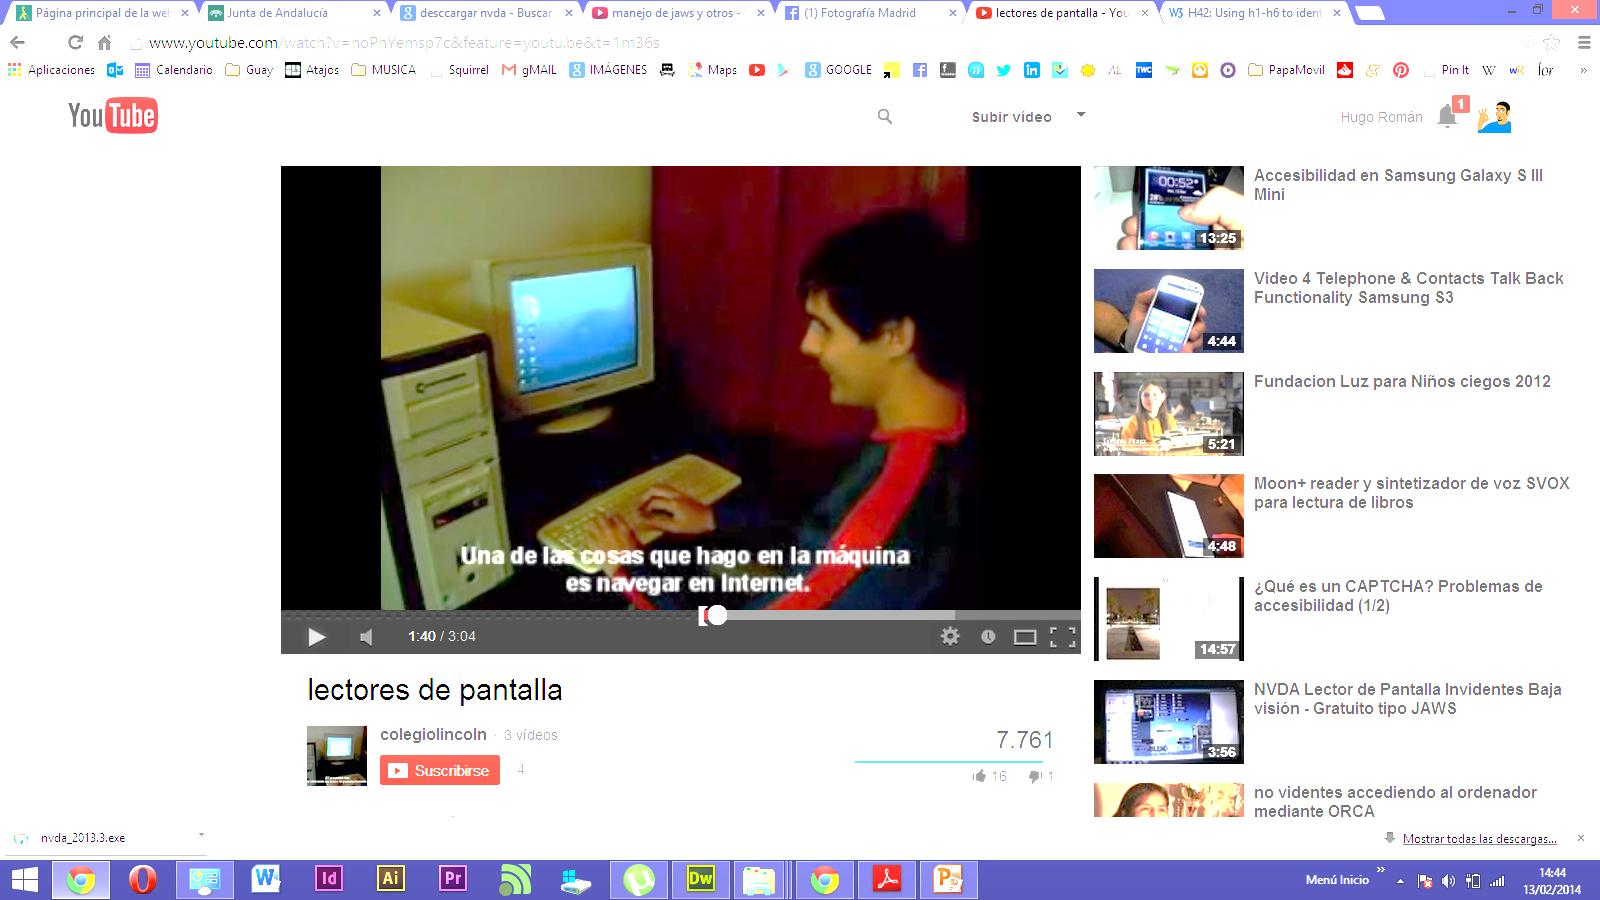 Página principal de la wel
Junta de Andalucía
desccargar nvda - Buscar
manejo de jaws y otros -
(1) Fotografía Madrid
lectores de pantalla - You
H42: Using h1-h6 to ident
www.youtube.com/watch?v=noPhYemsp7c&feature=youtu.be&t=1m36s
Aplicaciones
Calendario
Guay
Atajos
MUSICA
Squirrel
gMAIL
IMÁGENES
Maps
GOOGLE
TWC
PapaMovil
Pin It
for
»
YouTube
Subir vídeo
Hugo Román
1
Una de las cosas que hago en la máquina
es navegar en Internet.
1:40 / 3:04
lectores de pantalla
colegiolincoln · 3 vídeos
Suscribirse 4
7.761
16 1
Accesibilidad en Samsung Galaxy S III
Mini
13:25
Video 4 Telephone & Contacts Talk Back
Functionality Samsung S3
4:44
Fundacion Luz para Niños ciegos 2012
5:21
Moon+ reader y sintetizador de voz SVOX
para lectura de libros
4:48
¿Qué es un CAPTCHA? Problemas de
accesibilidad (1/2)
14:57
NVDA Lector de Pantalla Invidentes Baja
visión - Gratuito tipo JAWS
3:56
no videntes accediendo al ordenador
mediante ORCA
nvda_2013.3.exe
Mostrar todas las descargas...
Id
Ai
Pr
Dw
Menú Inicio
»
14:44
13/02/2014